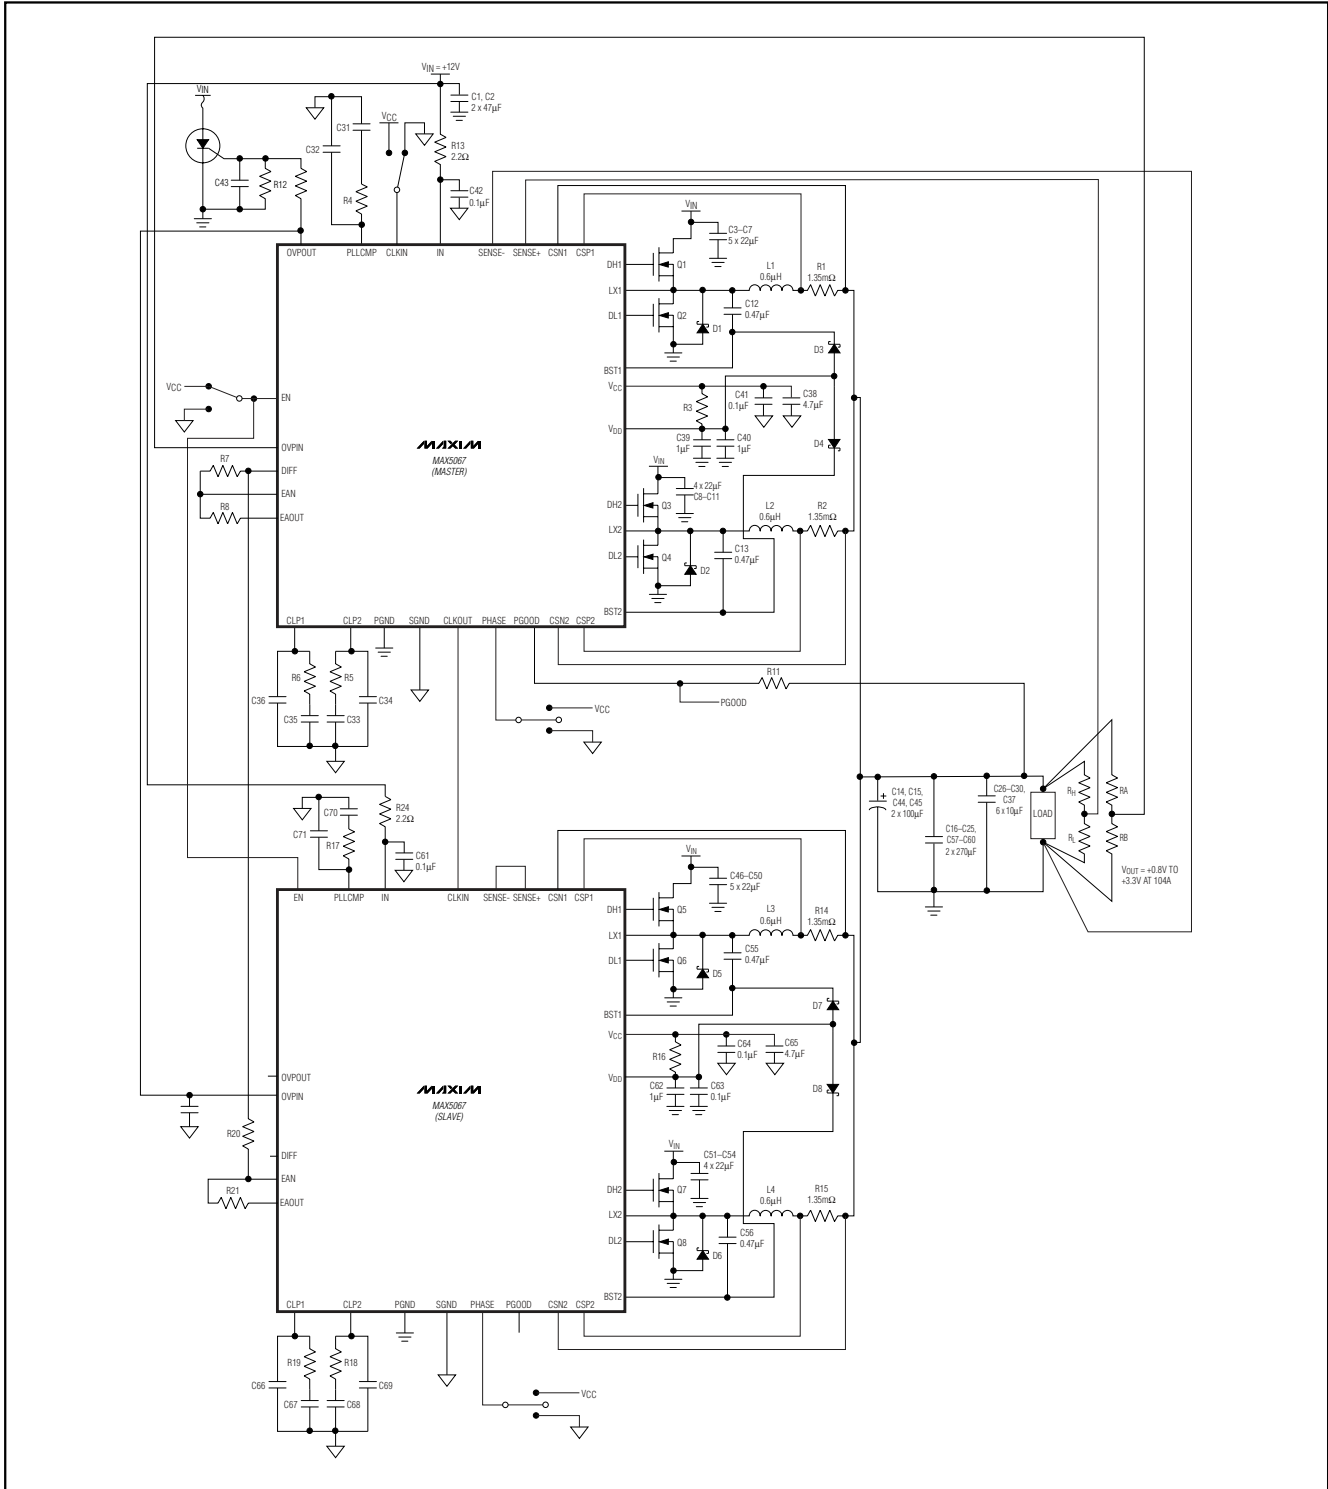 VIN = +12V
C1, C2
2 x 47µF
VIN
C31
VCC
C32
R13
2.2Ω
C43
R12
R4
C42
0.1µF
VIN
C3–C7
5 x 22µF
OVPOUT
PLLCMP
CLKIN
IN
SENSE-
SENSE+
CSN1
CSP1
DH1
Q1
L1
0.6µH
R1
1.35mΩ
LX1
C12
0.47µF
DL1
Q2
D1
D3
BST1
VCC
EN
VCC
R3
C41
0.1µF
C38
4.7µF
VDD
C39
1µF
C40
1µF
D4
MAXIM
MAX5067
(MASTER)
OVPIN
R7
DIFF
EAN
R8
EAOUT
VIN
4 x 22µF
C8–C11
DH2
Q3
L2
0.6µH
R2
1.35mΩ
LX2
C13
0.47µF
DL2
Q4
D2
BST2
CLP1
CLP2
PGND
SGND
CLKOUT
PHASE
PGOOD
CSN2
CSP2
R6
R5
C36
C35
C33
C34
R11
PGOOD
VCC
C14, C15,
C44, C45
2 x 100µF
C16–C25,
C57–C60
2 x 270µF
C26–C30,
C37
6 x 10µF
LOAD
RH
RA
RL
RB
VOUT = +0.8V TO
+3.3V AT 104A
R24
2.2Ω
C70
C71
R17
C61
0.1µF
EN
PLLCMP
IN
CLKIN
SENSE-
SENSE+
CSN1
CSP1
VIN
C46–C50
5 x 22µF
DH1
Q5
L3
0.6µH
R14
1.35mΩ
LX1
C55
0.47µF
DL1
Q6
D5
D7
BST1
VCC
R16
C64
0.1µF
C65
4.7µF
OVPOUT
VDD
C62
1µF
C63
0.1µF
D8
OVPIN
MAXIM
MAX5067
(SLAVE)
R20
DIFF
EAN
R21
EAOUT
VIN
C51–C54
4 x 22µF
DH2
Q7
L4
0.6µH
R15
1.35mΩ
LX2
C56
0.47µF
DL2
Q8
D6
BST2
CLP1
CLP2
PGND
SGND
PHASE
PGOOD
CSN2
CSP2
R19
R18
C66
C67
C68
C69
VCC